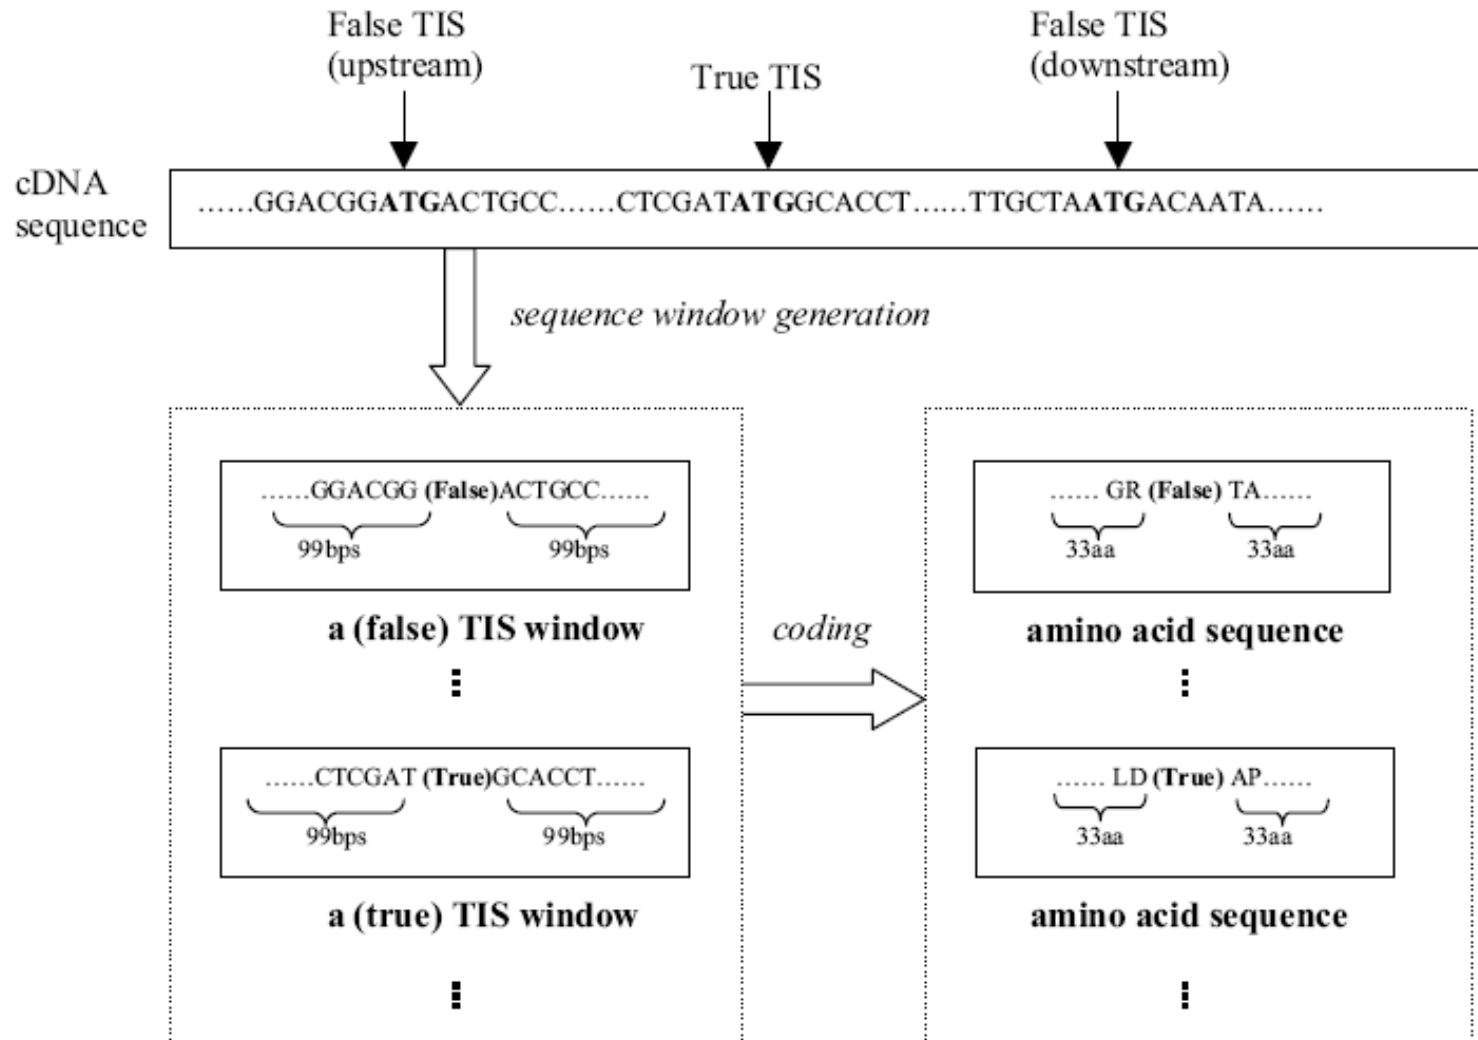 False TIS
(upstream)
True TIS
False TIS
(downstream)
cDNA
sequence
......GGACGGATGACTGCC......CTCGATATGGCACCT......TTGCTAATGACAATA......
sequence window generation
......GGACGG (False)ACTGCC......
99bps
99bps
a (false) TIS window
...... GR (False) TA......
33aa
33aa
amino acid sequence
coding
......CTCGAT (True)GCACCT......
99bps
99bps
a (true) TIS window
...... LD (True) AP......
33aa
33aa
amino acid sequence